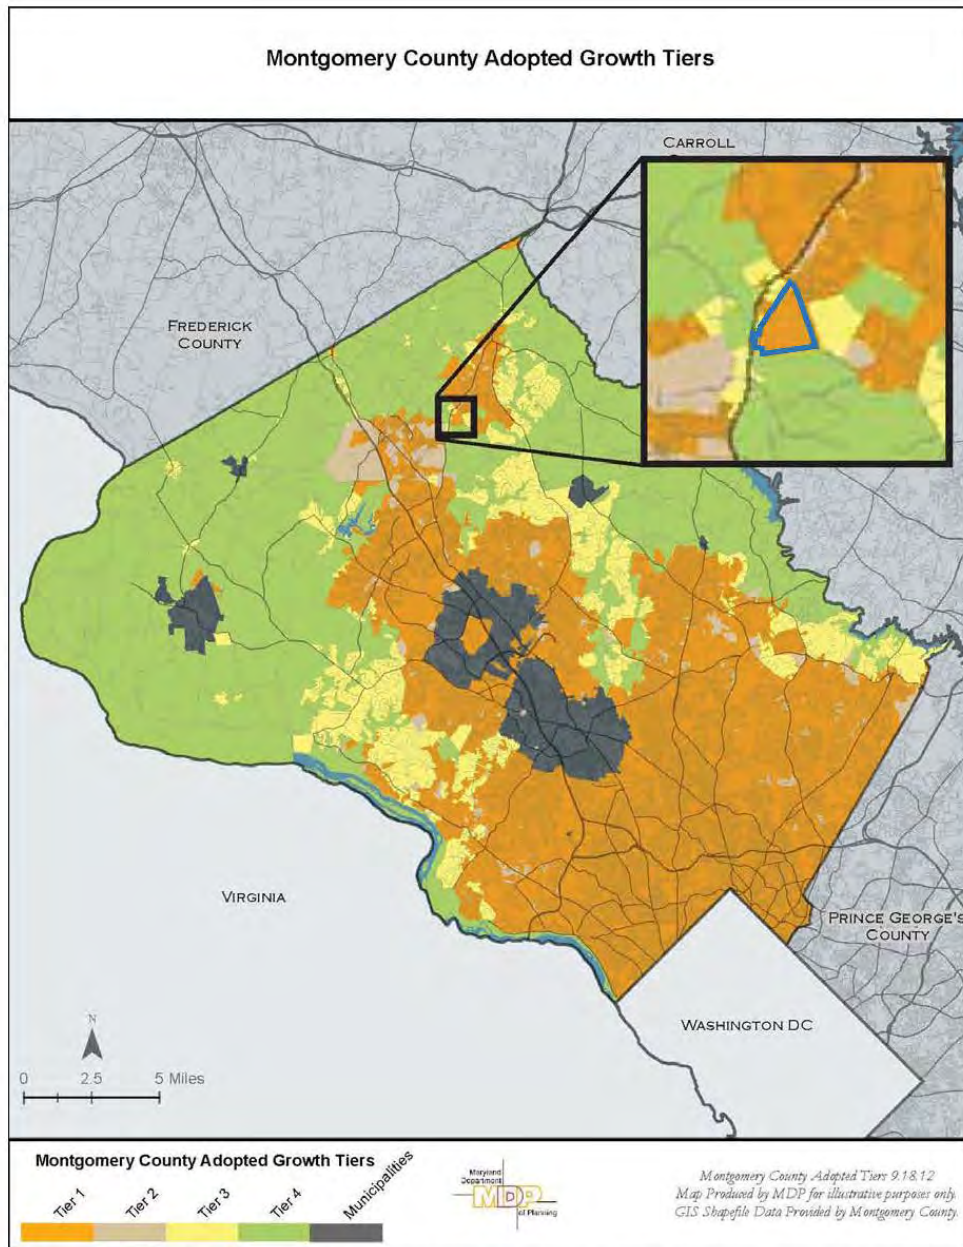 Montgomery County Adopted Growth Tiers
CARROLL
FREDERICK
COUNTY
VIRGINIA
PRINCE GEORGE'S
COUNTY
WASHINGTON DC
N
0 2.5 5 Miles
Montgomery County Adopted Growth Tiers
Tier 1
Tier 2
Tier 3
Tier 4
Municipalities
Maryland
Department
MDP
of Planning
Montgomery County Adopted Tiers 9.18.12
Map Produced by MDP for illustrative purposes only.
GIS Shapefile Data Provided by Montgomery County.